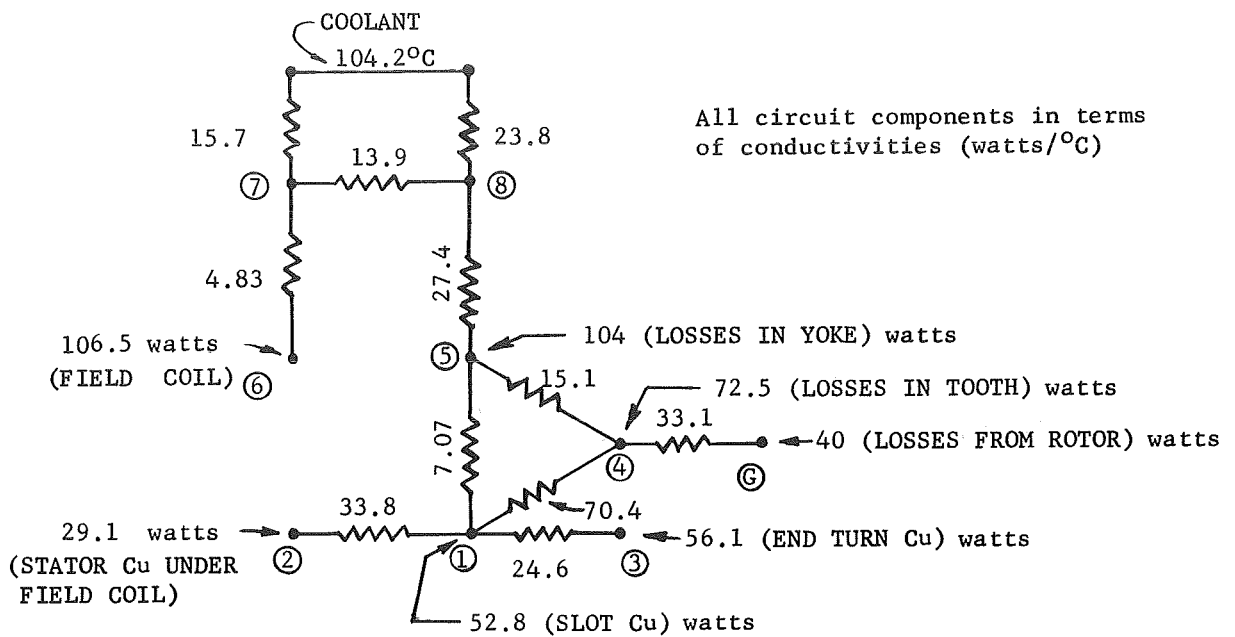 COOLANT
104.2°C
All circuit components in terms
of conductivities (watts/°C)
15.7
23.8
13.9
⑦
⑧
4.83
27.4
106.5 watts
(FIELD COIL)
⑥
⑤
104 (LOSSES IN YOKE) watts
15.1
72.5 (LOSSES IN TOOTH) watts
33.1
40 (LOSSES FROM ROTOR) watts
④
Ⓖ
7.07
70.4
33.8
29.1 watts
(STATOR Cu UNDER
FIELD COIL)
②
①
24.6
③
56.1 (END TURN Cu) watts
52.8 (SLOT Cu) watts